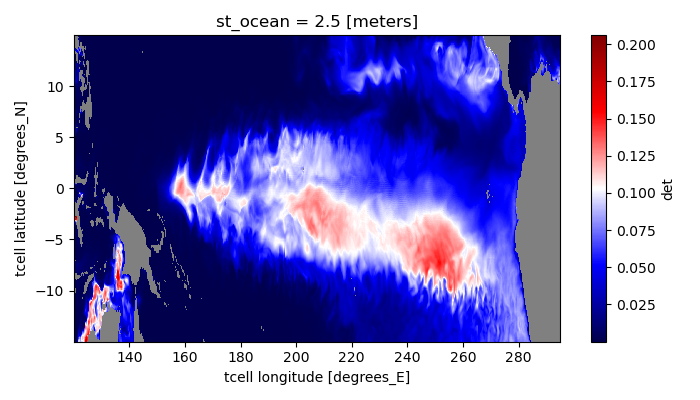 st_ocean = 2.5 [meters]
10
5
0
−5
−10
tcell latitude [degrees_N]
140 160 180 200 220 240 260 280
tcell longitude [degrees_E]
0.200
0.175
0.150
0.125
0.100
0.075
0.050
0.025
det